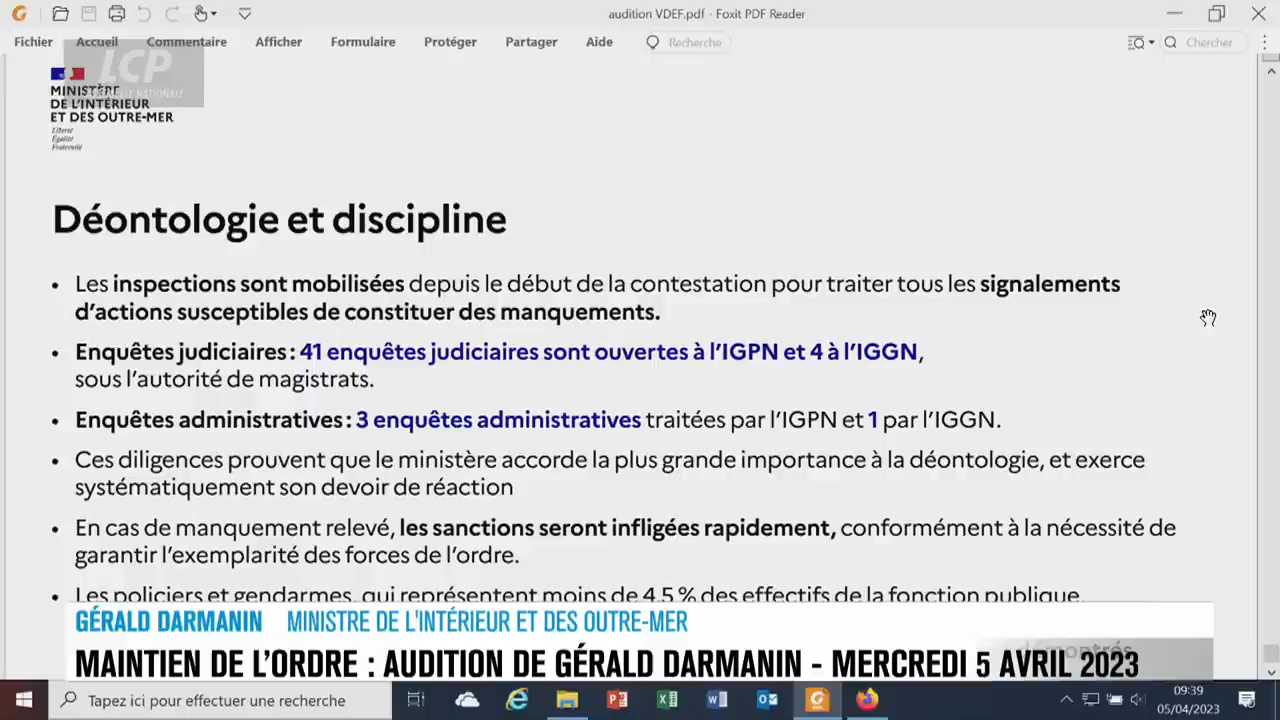 audition VDEF.pdf - Foxit PDF Reader
Fichier Accueil Commentaire Afficher Formulaire Protéger Partager Aide Recherche Chercher
LCP
ASSEMBLÉE NATIONALE
MINISTÈRE
DE L'INTÉRIEUR
ET DES OUTRE-MER
Liberté
Égalité
Fraternité
Déontologie et discipline
• Les inspections sont mobilisées depuis le début de la contestation pour traiter tous les signalements
d'actions susceptibles de constituer des manquements.
• Enquêtes judiciaires : 41 enquêtes judiciaires sont ouvertes à l'IGPN et 4 à l'IGGN,
sous l'autorité de magistrats.
• Enquêtes administratives : 3 enquêtes administratives traitées par l'IGPN et 1 par l'IGGN.
• Ces diligences prouvent que le ministère accorde la plus grande importance à la déontologie, et exerce
systématiquement son devoir de réaction
• En cas de manquement relevé, les sanctions seront infligées rapidement, conformément à la nécessité de
garantir l'exemplarité des forces de l'ordre.
• Les policiers et gendarmes, qui représentent moins de 4,5 % des effectifs de la fonction publique,
démontrés
GÉRALD DARMANIN MINISTRE DE L'INTÉRIEUR ET DES OUTRE-MER
MAINTIEN DE L'ORDRE : AUDITION DE GÉRALD DARMANIN - MERCREDI 5 AVRIL 2023
Tapez ici pour effectuer une recherche
09:39
05/04/2023